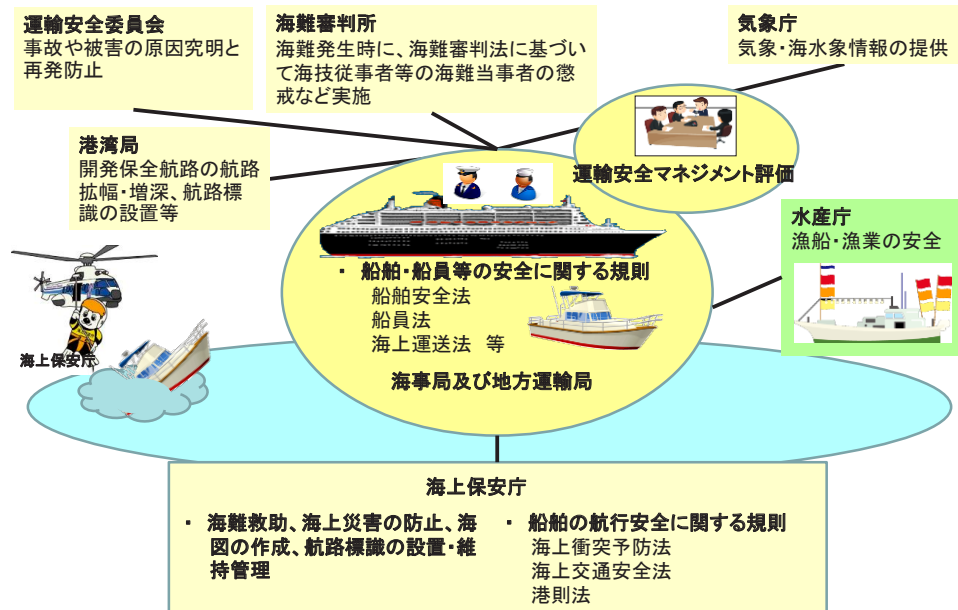 運輸安全委員会
事故や被害の原因究明と
再発防止
海難審判所
海難発生時に、海難審判法に基づい
て海技従事者等の海難当事者の懲
戒など実施
気象庁
気象・海水象情報の提供
港湾局
開発保全航路の航路
拡幅・増深、航路標
識の設置等
運輸安全マネジメント評価
水産庁
漁船・漁業の安全
・ 船舶・船員等の安全に関する規則
船舶安全法
船員法
海上運送法 等
海事局及び地方運輸局
海上保安庁
海上保安庁
・ 海難救助、海上災害の防止、海
図の作成、航路標識の設置・維
持管理
・ 船舶の航行安全に関する規則
海上衝突予防法
海上交通安全法
港則法